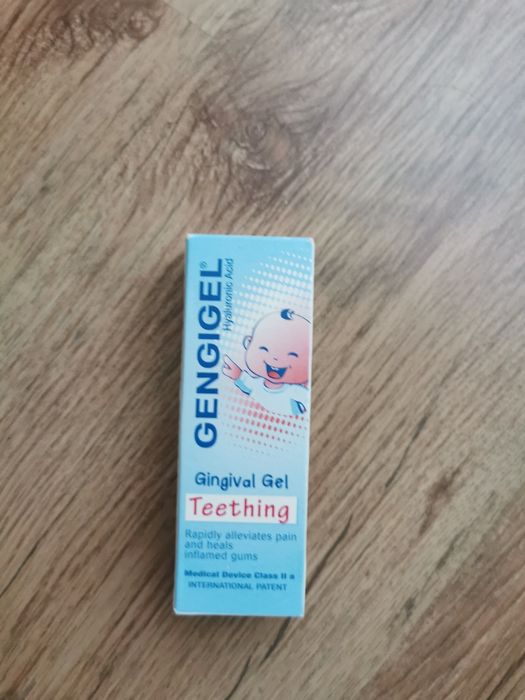 GENGIGEL®
Hyaluronic Acid
Gingival Gel
Teething
Rapidly alleviates pain
and heals
inflamed gums
Medical Device Class II a
INTERNATIONAL PATENT